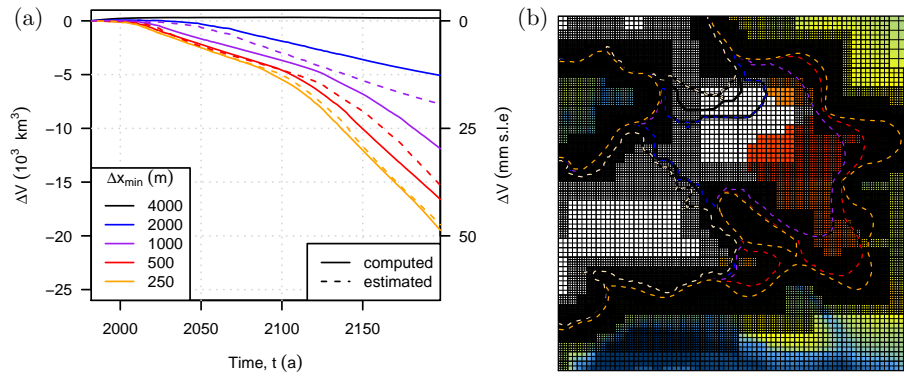 (a)
(b)
0
−5
−10
−15
−20
−25
ΔV (10³ km³)
0
25
50
ΔV (mm s.l.e)
Δx_min (m)
4000
2000
1000
500
250
computed
estimated
2000
2050
2100
2150
Time, t (a)